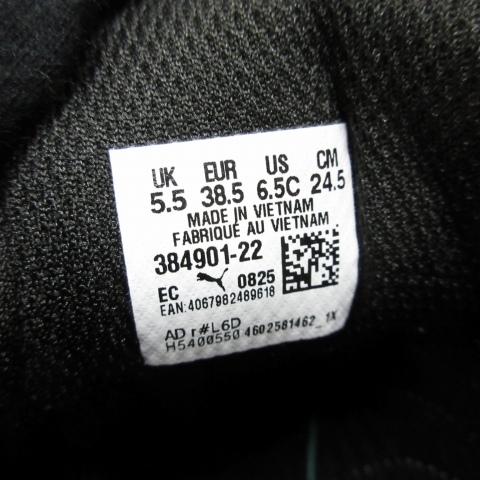 UK EUR US CM
5.5 38.5 6.5C 24.5
MADE IN VIETNAM
FABRIQUÉ AU VIETNAM
384901-22
EC 0825
EAN:4067982489618
AD r#L6D
H5400550 4602581462_1X